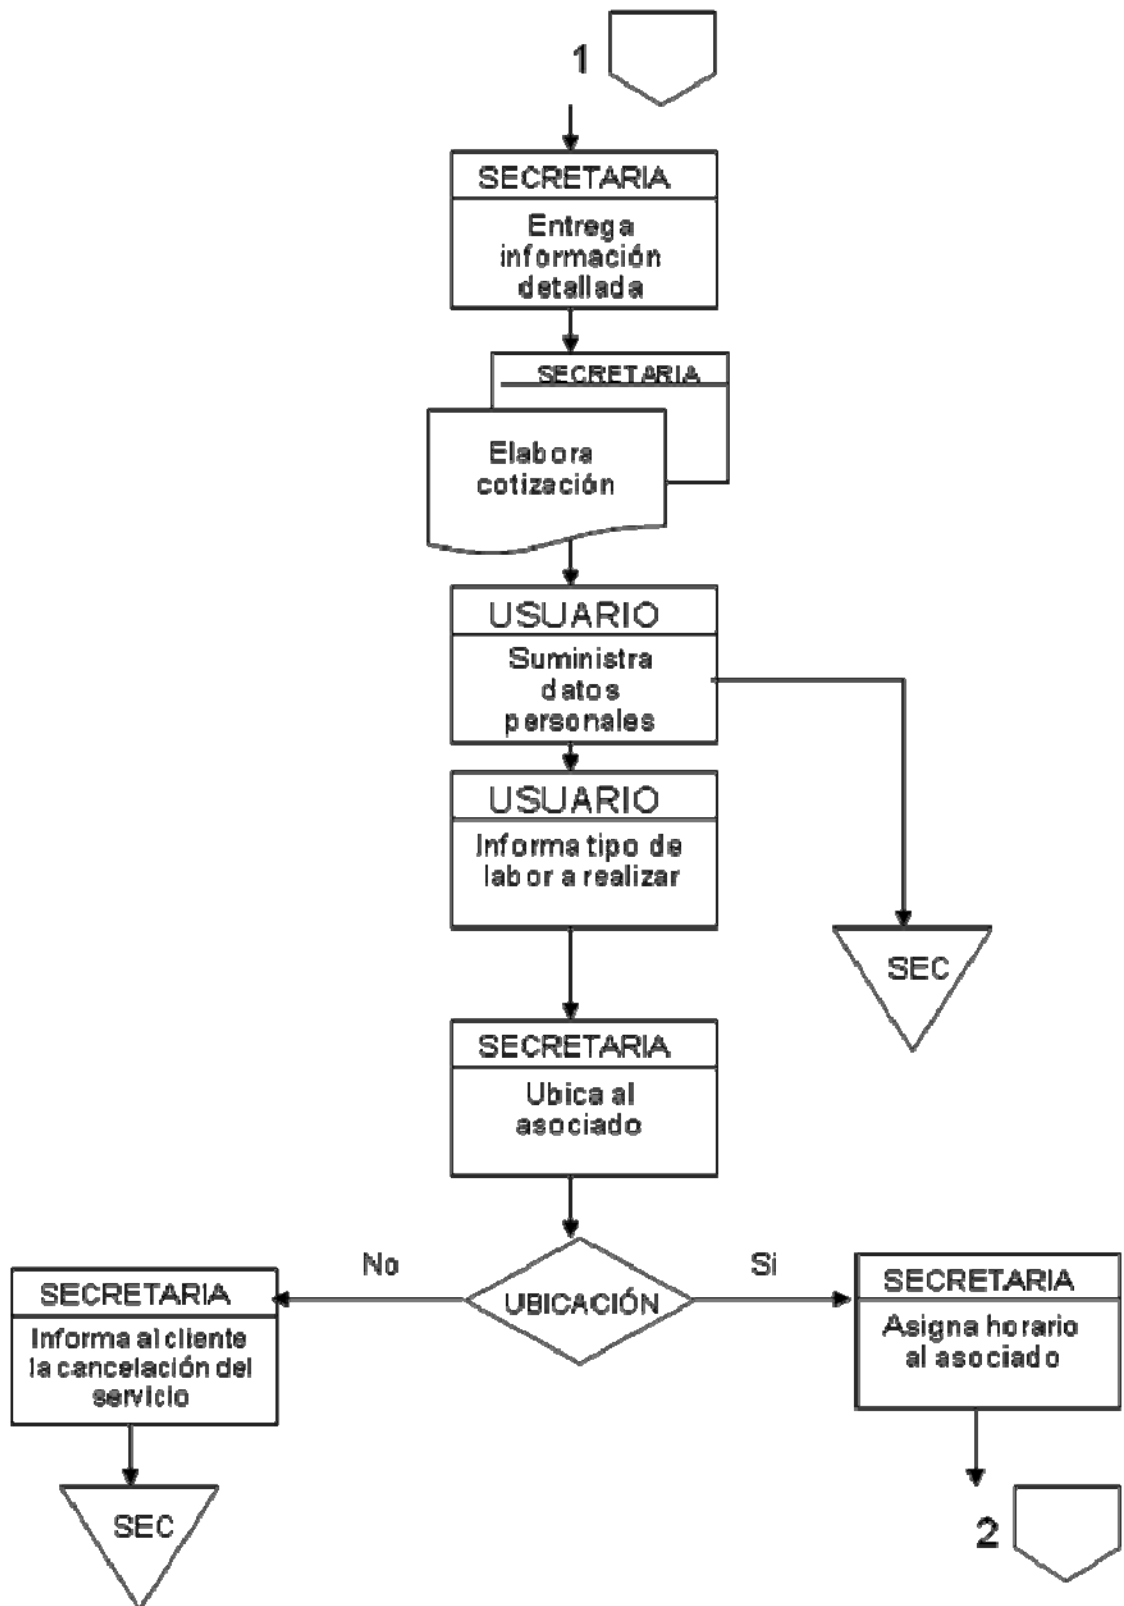 1
SECRETARIA
Entrega
información
detallada
SECRETARIA
Elabora
cotización
USUARIO
Suministra
datos
personales
USUARIO
Informa tipo de
labor a realizar
SEC
SECRETARIA
Ubica al
asociado
No
Si
UBICACIÓN
SECRETARIA
Informa al cliente
la cancelación del
servicio
SECRETARIA
Asigna horario
al asociado
SEC
2